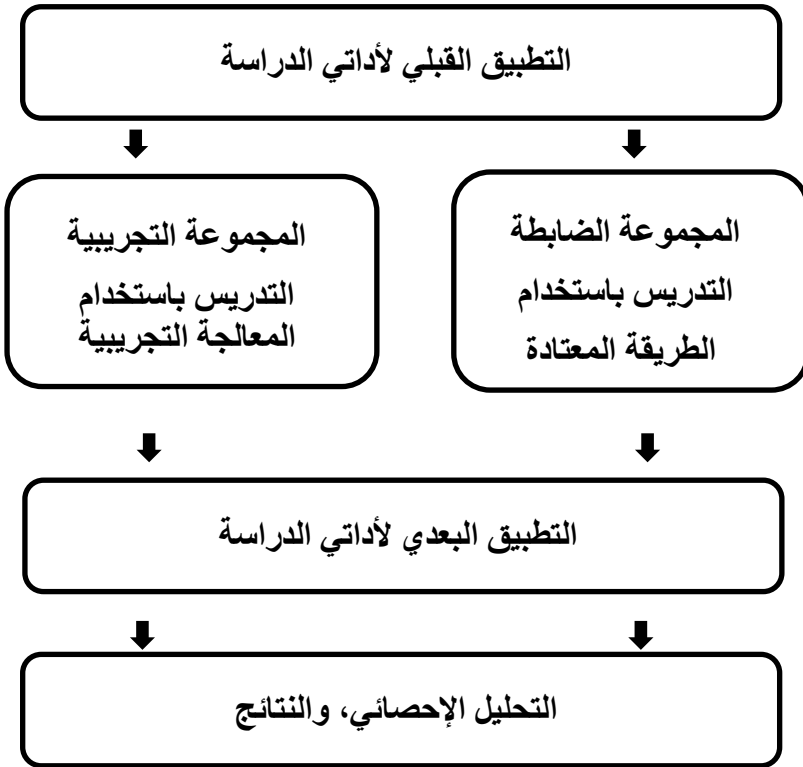 التطبيق القبلي لأداتي الدراسة
المجموعة الضابطة
التدريس باستخدام
الطريقة المعتادة
المجموعة التجريبية
التدريس باستخدام
المعالجة التجريبية
التطبيق البعدي لأداتي الدراسة
التحليل الإحصائي، والنتائج